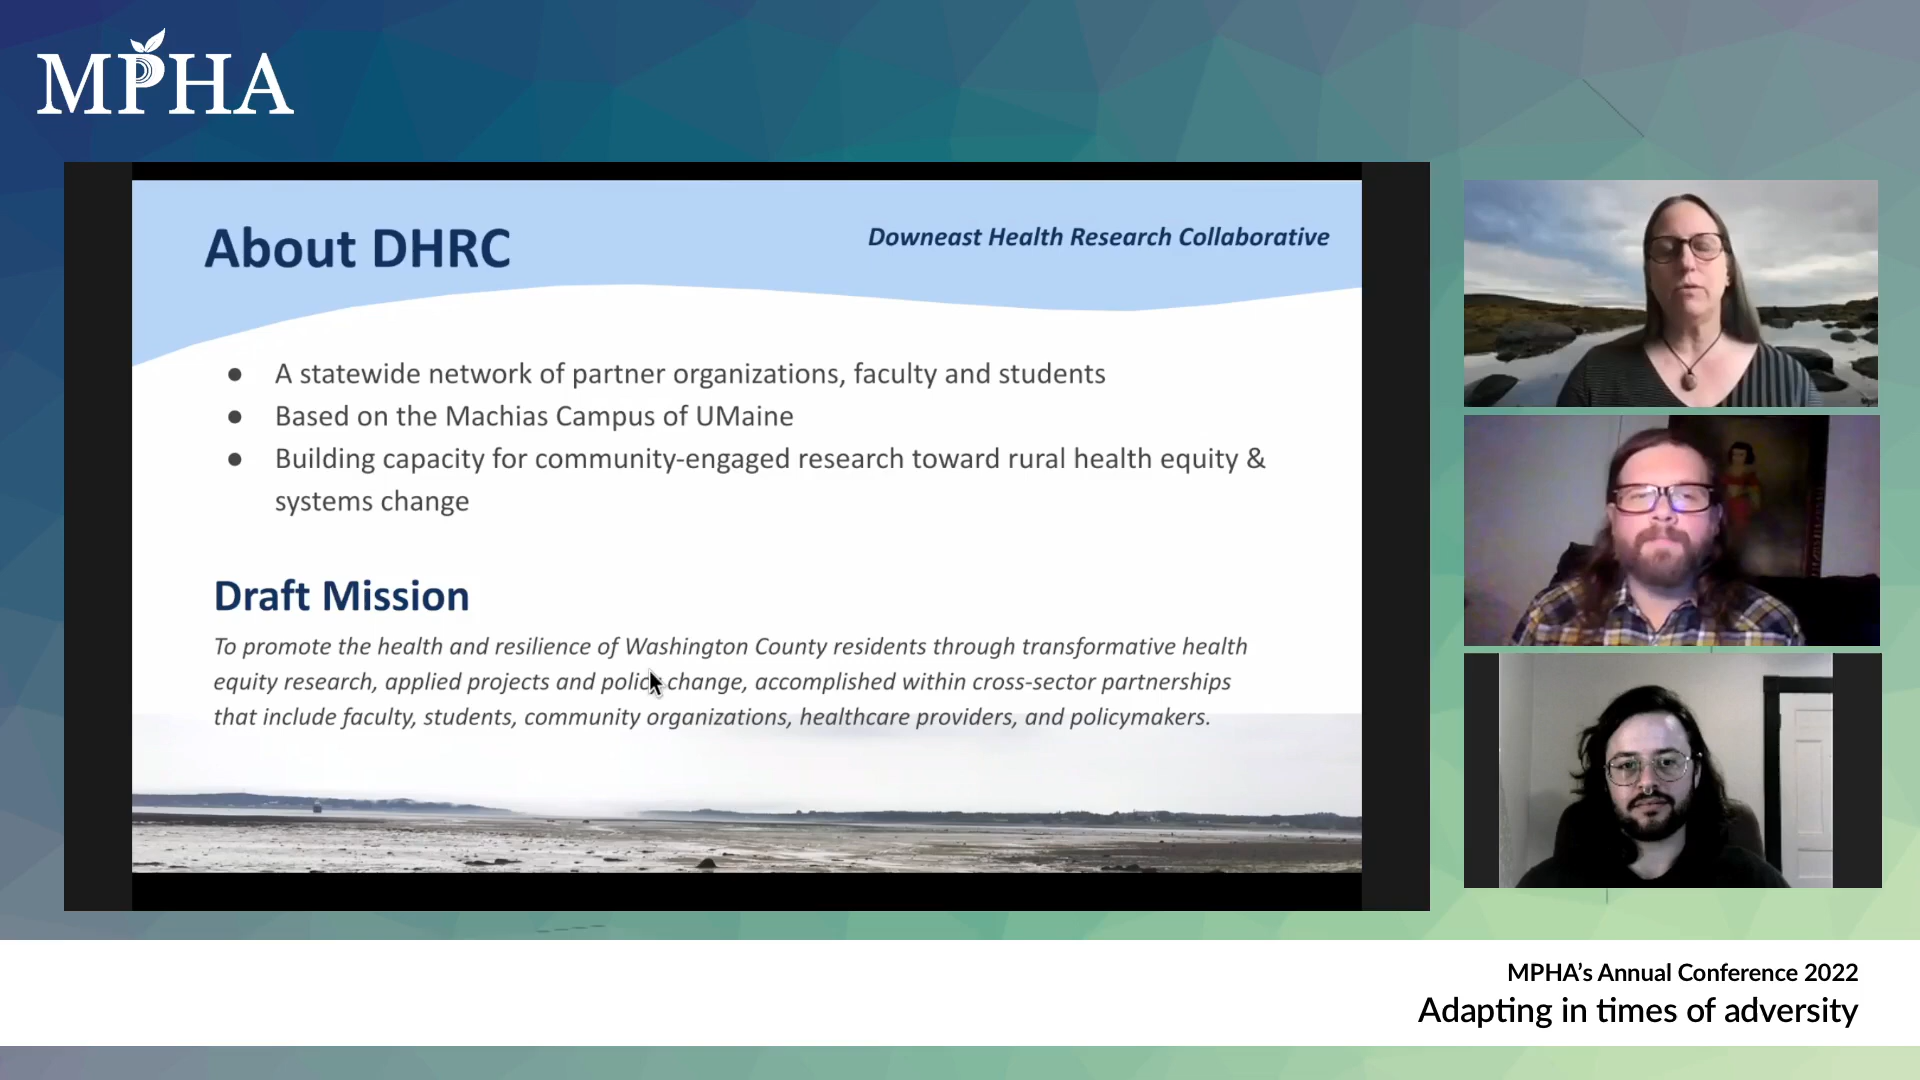 MPHA
About DHRC
Downeast Health Research Collaborative
● A statewide network of partner organizations, faculty and students
● Based on the Machias Campus of UMaine
● Building capacity for community-engaged research toward rural health equity &
systems change
Draft Mission
To promote the health and resilience of Washington County residents through transformative health
equity research, applied projects and policy change, accomplished within cross-sector partnerships
that include faculty, students, community organizations, healthcare providers, and policymakers.
MPHA’s Annual Conference 2022
Adapting in times of adversity